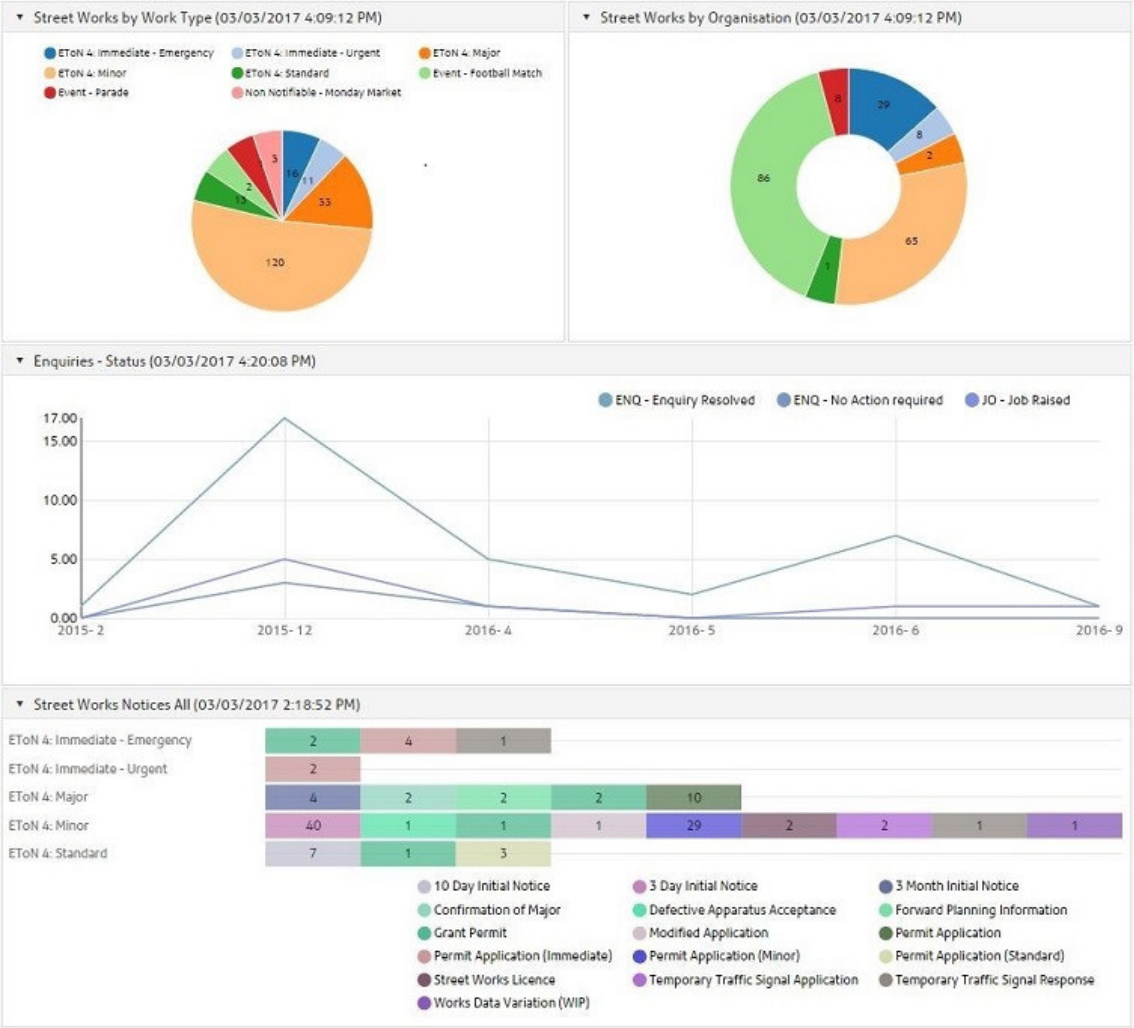 Street Works by Work Type (03/03/2017 4:09:12 PM)
EToN 4: Immediate - Emergency EToN 4: Immediate - Urgent EToN 4: Major
EToN 4: Minor EToN 4: Standard Event - Football Match
Event - Parade Non Notifiable - Monday Market
3 16
11
2
33
13
120
Street Works by Organisation (03/03/2017 4:09:12 PM)
8 29
8
2
86
65
1
Enquiries - Status (03/03/2017 4:20:08 PM)
ENQ - Enquiry Resolved ENQ - No Action required JO - Job Raised
17.00
15.00
10.00
5.00
0.00
2015- 2 2015-12 2016- 4 2016- 5 2016- 6 2016- 9
Street Works Notices All (03/03/2017 2:18:52 PM)
EToN 4: Immediate - Emergency 2 4 1
EToN 4: Immediate - Urgent 2
EToN 4: Major 4 2 2 2 10
EToN 4: Minor 40 1 1 1 29 2 2 1 1
EToN 4: Standard 7 1 3
10 Day Initial Notice 3 Day Initial Notice 3 Month Initial Notice
Confirmation of Major Defective Apparatus Acceptance Forward Planning Information
Grant Permit Modified Application Permit Application
Permit Application (Immediate) Permit Application (Minor) Permit Application (Standard)
Street Works Licence Temporary Traffic Signal Application Temporary Traffic Signal Response
Works Data Variation (WIP)